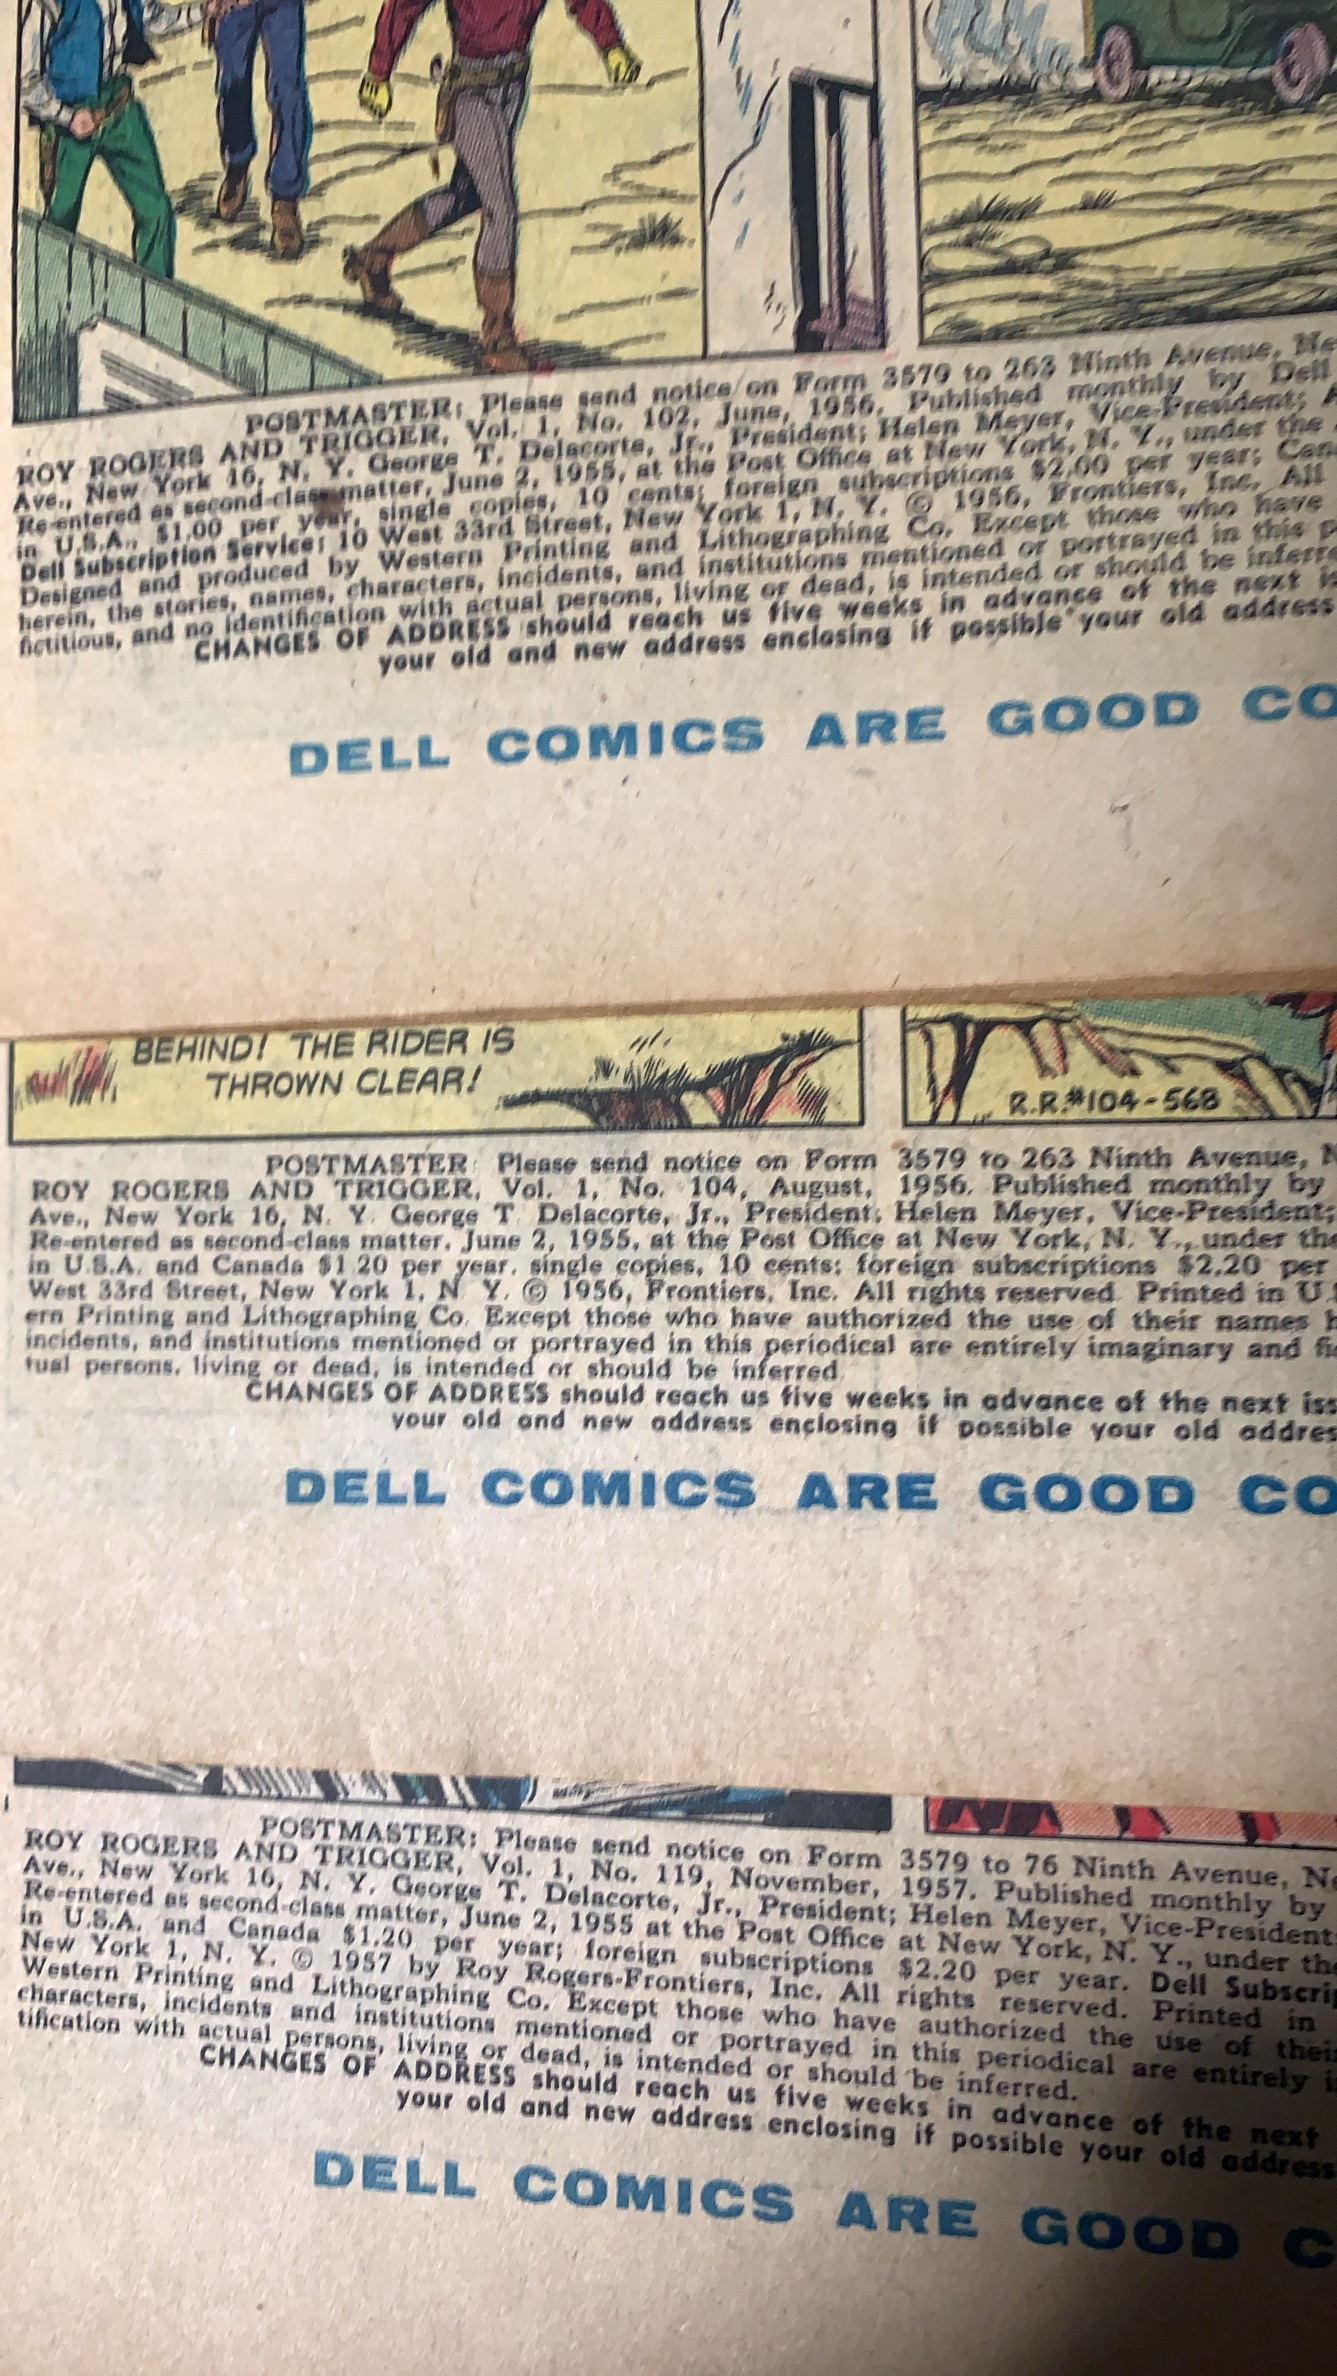 POSTMASTER: Please send notice on Form 3579 to 263 Ninth Avenue, Ne
ROY ROGERS AND TRIGGER, Vol. 1, No. 102, June, 1956. Published monthly by Dell
Ave., New York 16, N. Y. George T. Delacorte, Jr., President; Helen Meyer, Vice-President; A
Re-entered as second-class matter, June 2, 1955, at the Post Office at New York, N. Y., under the
in U.S.A., $1.00 per year, single copies, 10 cents; foreign subscriptions $2.00 per year; Can
Dell Subscription Service: 10 West 33rd Street, New York 1, N. Y. © 1956, Frontiers, Inc. All
Designed and produced by Western Printing and Lithographing Co. Except those who have
herein, the stories, names, characters, incidents, and institutions mentioned or portrayed in this p
fictitious, and no identification with actual persons, living or dead, is intended or should be inferre
CHANGES OF ADDRESS should reach us five weeks in advance of the next is
your old and new address enclosing if possible your old address
DELL COMICS ARE GOOD CO
BEHIND! THE RIDER IS
THROWN CLEAR!
R.R.#104-568
POSTMASTER: Please send notice on Form 3579 to 263 Ninth Avenue, N
ROY ROGERS AND TRIGGER, Vol. 1, No. 104, August, 1956. Published monthly by
Ave., New York 16, N. Y. George T. Delacorte, Jr., President; Helen Meyer, Vice-President;
Re-entered as second-class matter, June 2, 1955, at the Post Office at New York, N. Y., under the
in U.S.A. and Canada $1.20 per year, single copies, 10 cents; foreign subscriptions $2.20 per
West 33rd Street, New York 1, N. Y. © 1956, Frontiers, Inc. All rights reserved. Printed in U.
ern Printing and Lithographing Co. Except those who have authorized the use of their names h
incidents, and institutions mentioned or portrayed in this periodical are entirely imaginary and fi
tual persons, living or dead, is intended or should be inferred.
CHANGES OF ADDRESS should reach us five weeks in advance of the next iss
your old and new address enclosing if possible your old addres
DELL COMICS ARE GOOD CO
POSTMASTER: Please send notice on Form 3579 to 76 Ninth Avenue, Ne
ROY ROGERS AND TRIGGER, Vol. 1, No. 119, November, 1957. Published monthly by
Ave., New York 16, N. Y. George T. Delacorte, Jr., President; Helen Meyer, Vice-President;
Re-entered as second-class matter, June 2, 1955 at the Post Office at New York, N. Y., under the
in U.S.A. and Canada $1.20 per year; foreign subscriptions $2.20 per year. Dell Subscri
New York 1, N. Y. © 1957 by Roy Rogers-Frontiers, Inc. All rights reserved. Printed in
Western Printing and Lithographing Co. Except those who have authorized the use of thei
characters, incidents and institutions mentioned or portrayed in this periodical are entirely i
tification with actual persons, living or dead, is intended or should be inferred.
CHANGES OF ADDRESS should reach us five weeks in advance of the next
your old and new address enclosing if possible your old address
DELL COMICS ARE GOOD C